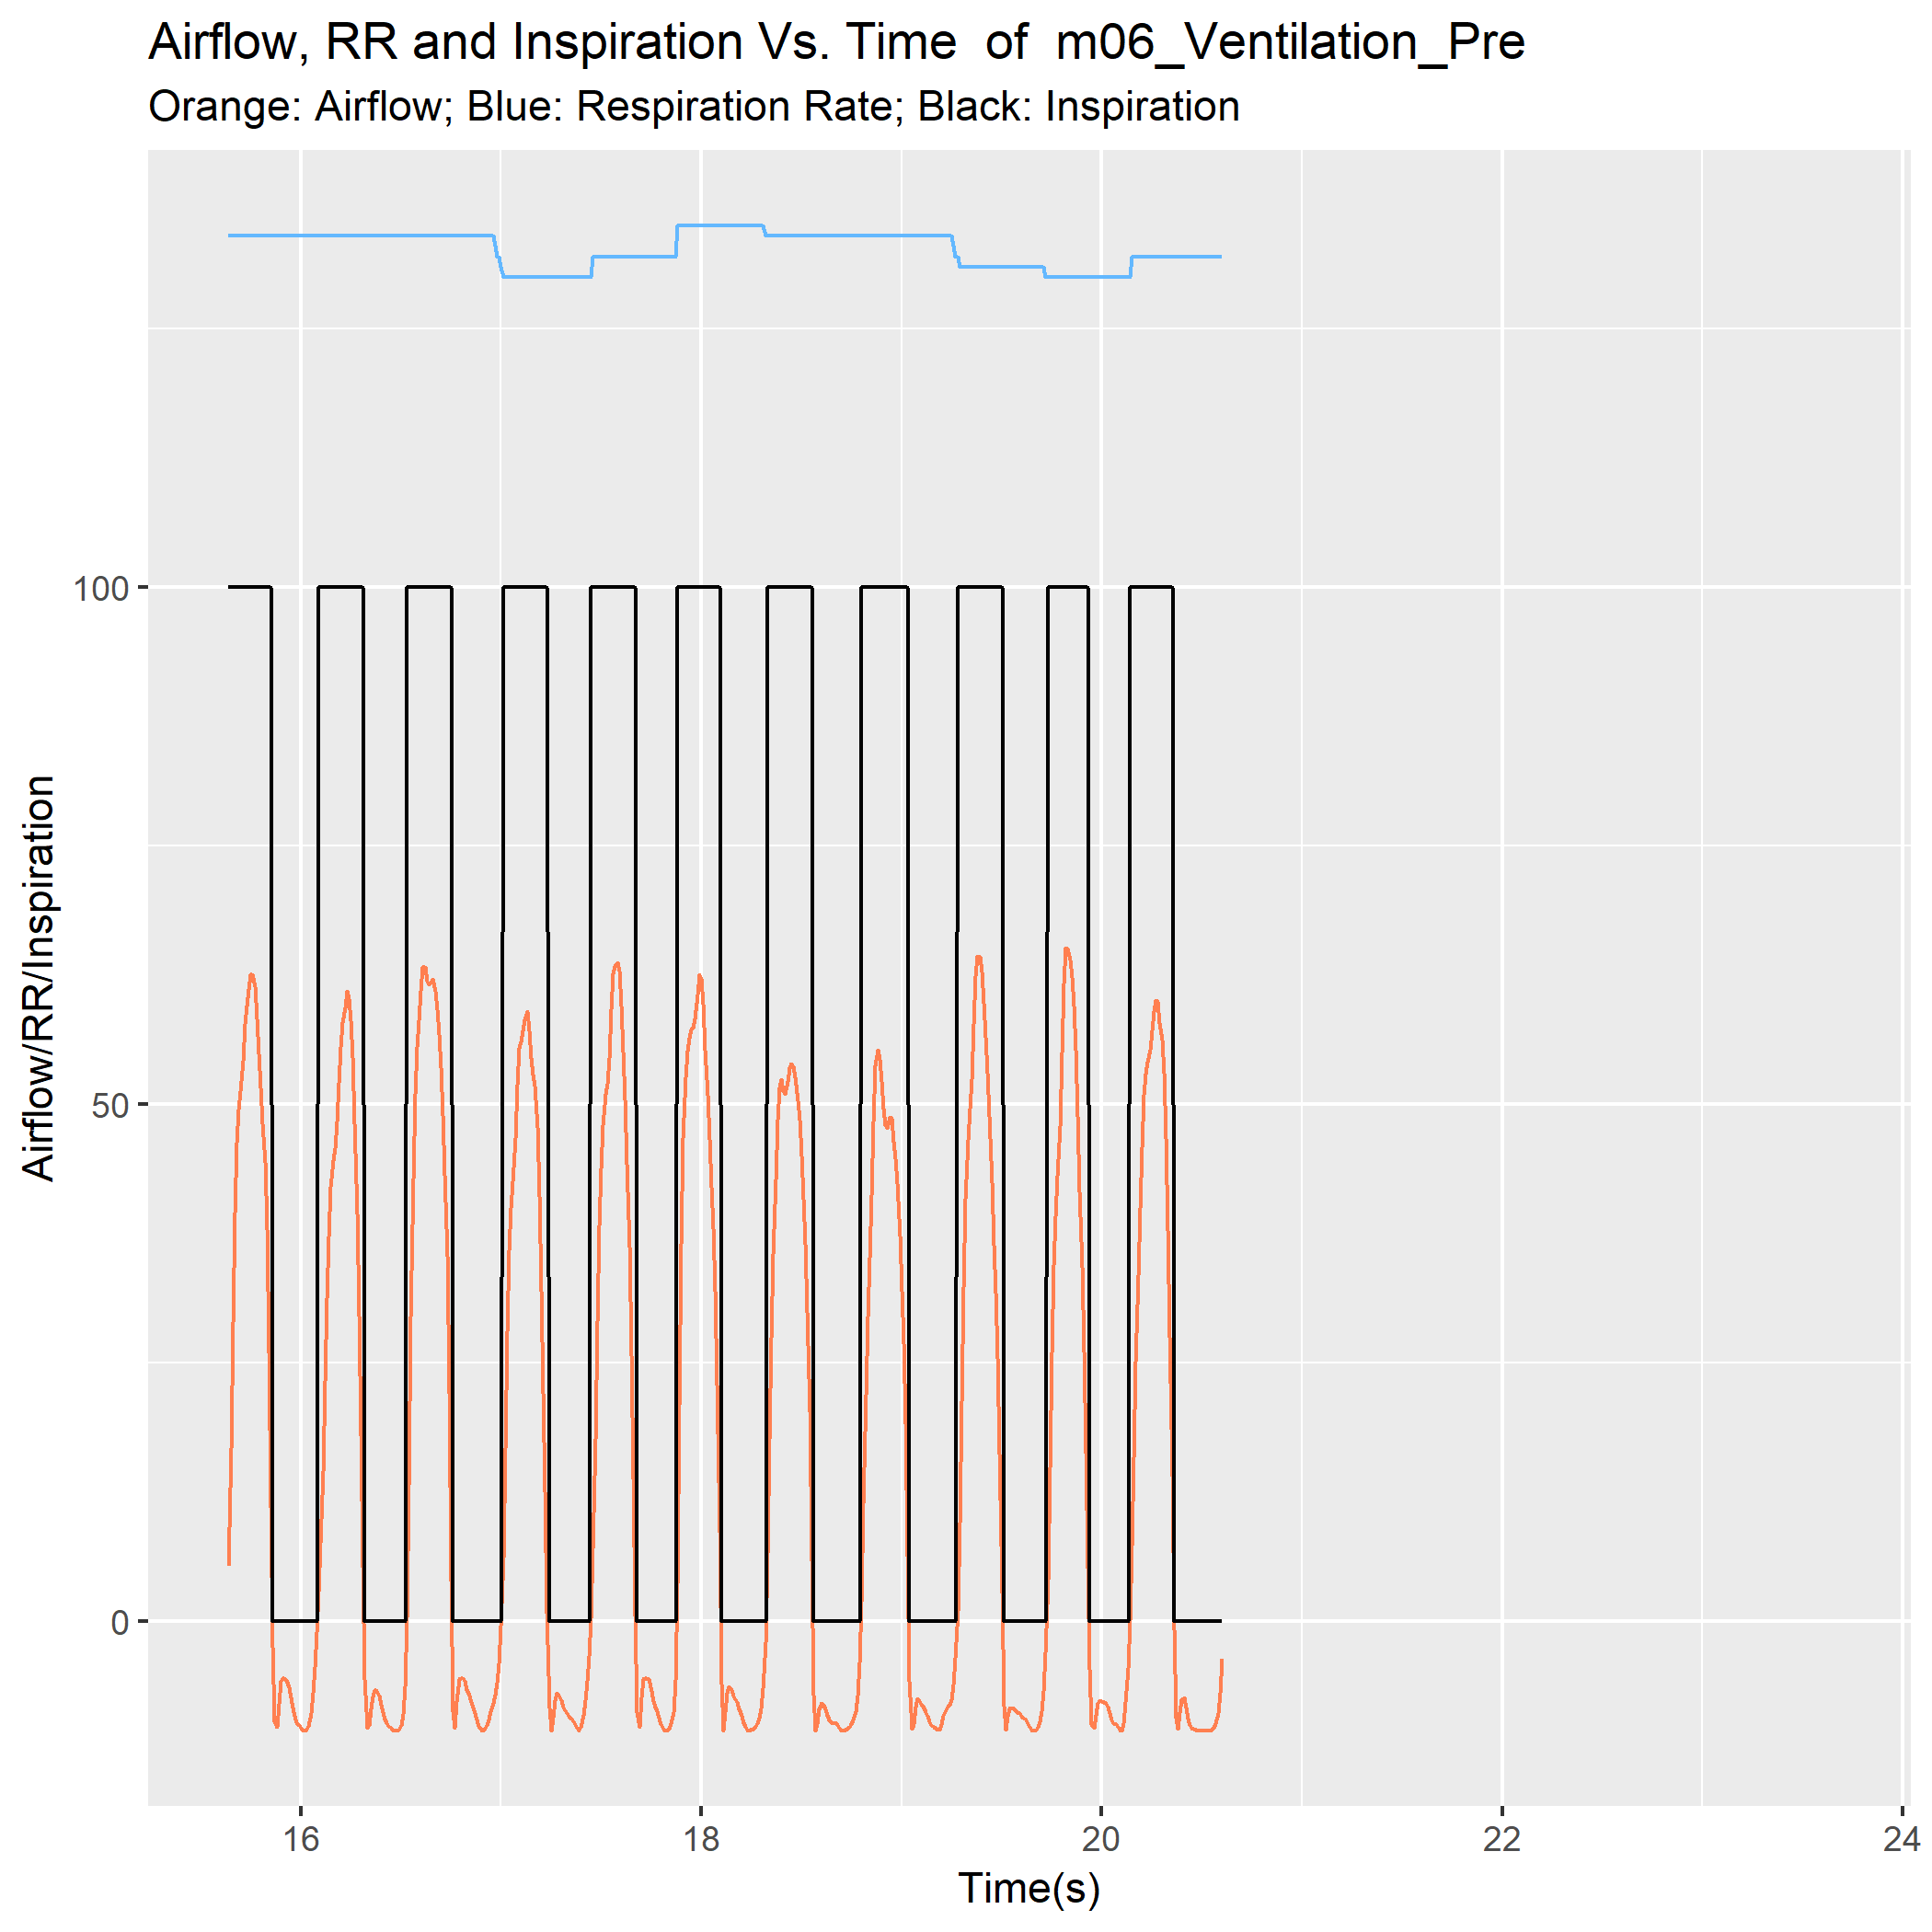 Airflow, RR and Inspiration Vs. Time  of  m06_Ventilation_Pre
Orange: Airflow; Blue: Respiration Rate; Black: Inspiration
Airflow/RR/Inspiration
100
50
0
16 18 20 22 24
Time(s)